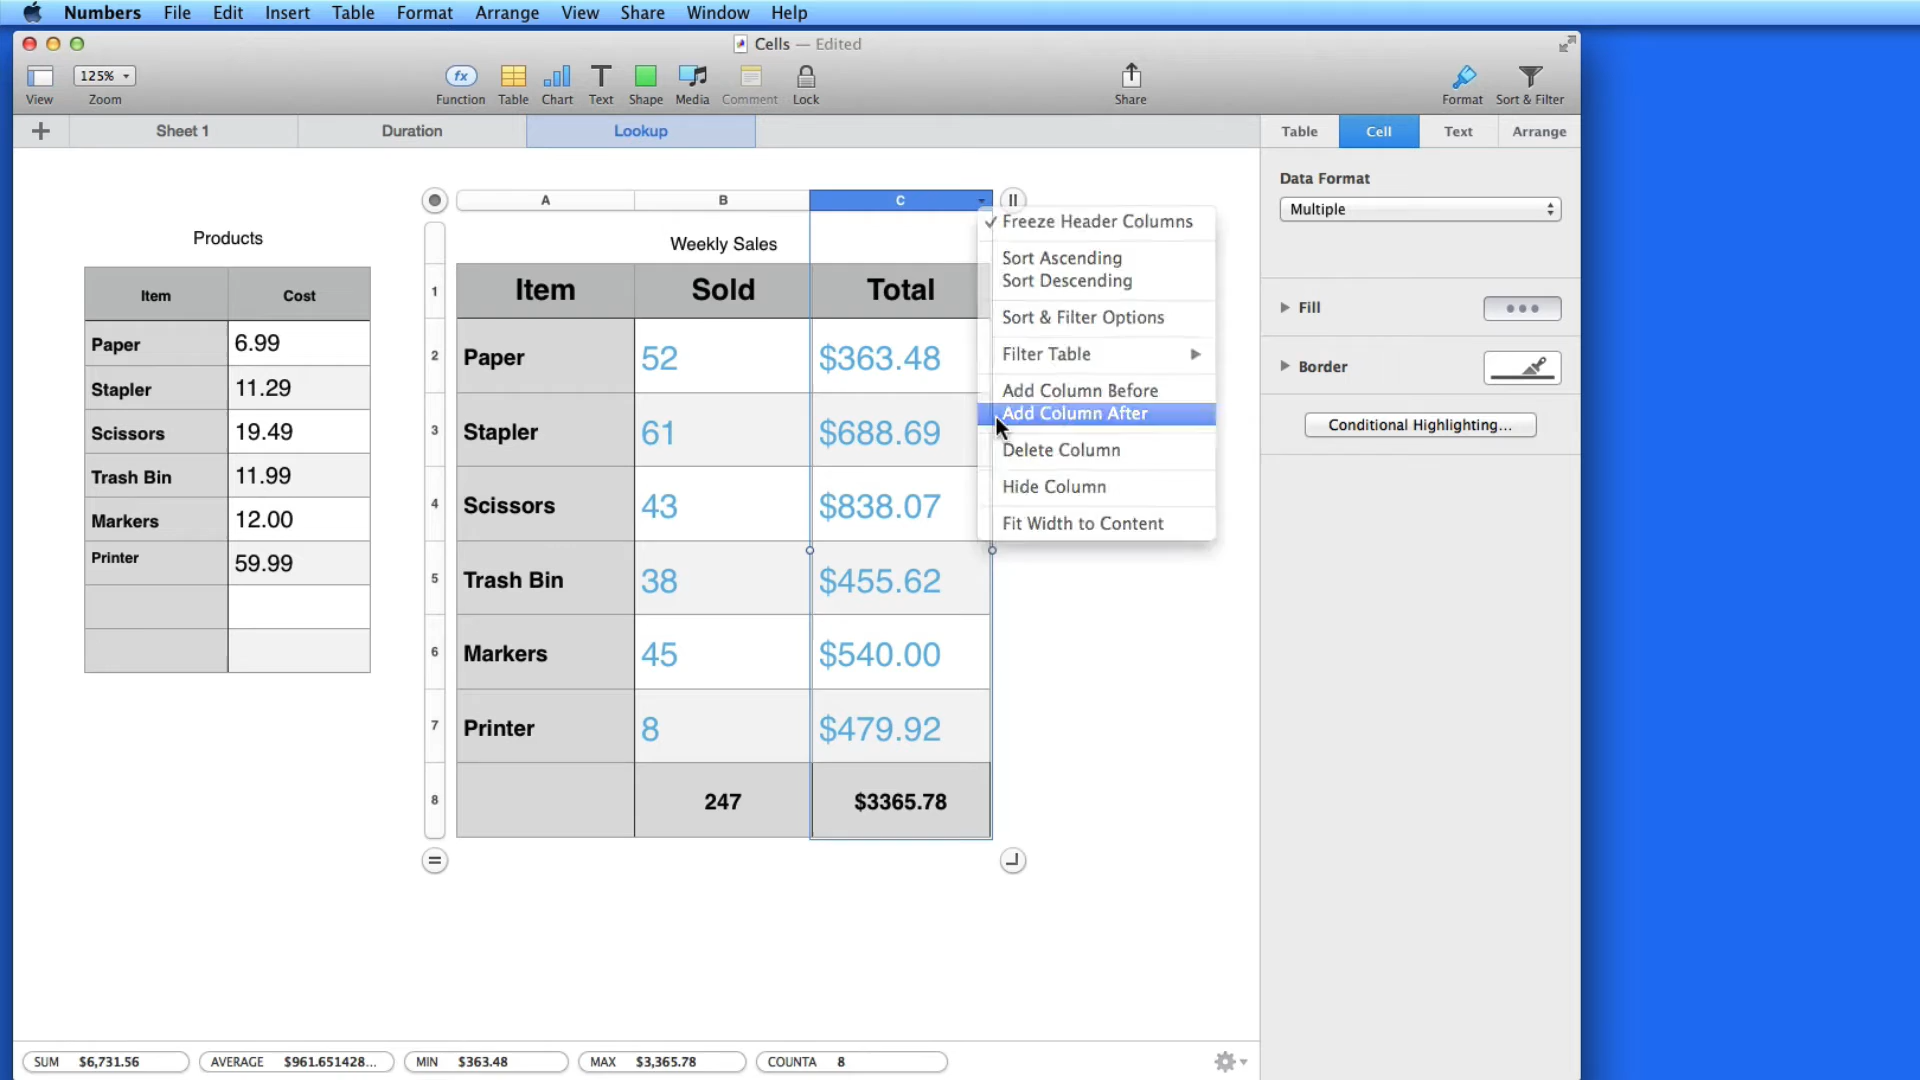 Numbers File Edit Insert Table Format Arrange View Share Window Help
Cells — Edited
125%
View Zoom Function Table Chart Text Shape Media Comment Lock Share Format Sort & Filter
fx
Sheet 1 Duration Lookup
Table Cell Text Arrange
Products
Item Cost
Paper 6.99
Stapler 11.29
Scissors 19.49
Trash Bin 11.99
Markers 12.00
Printer 59.99
A B C
Weekly Sales
1 Item Sold Total
2 Paper 52 $363.48
3 Stapler 61 $688.69
4 Scissors 43 $838.07
5 Trash Bin 38 $455.62
6 Markers 45 $540.00
7 Printer 8 $479.92
8 247 $3365.78
Freeze Header Columns
Sort Ascending
Sort Descending
Sort & Filter Options
Filter Table
Add Column Before
Add Column After
Delete Column
Hide Column
Fit Width to Content
Data Format
Multiple
Fill
Border
Conditional Highlighting...
SUM $6,731.56 AVERAGE $961.651428... MIN $363.48 MAX $3,365.78 COUNTA 8